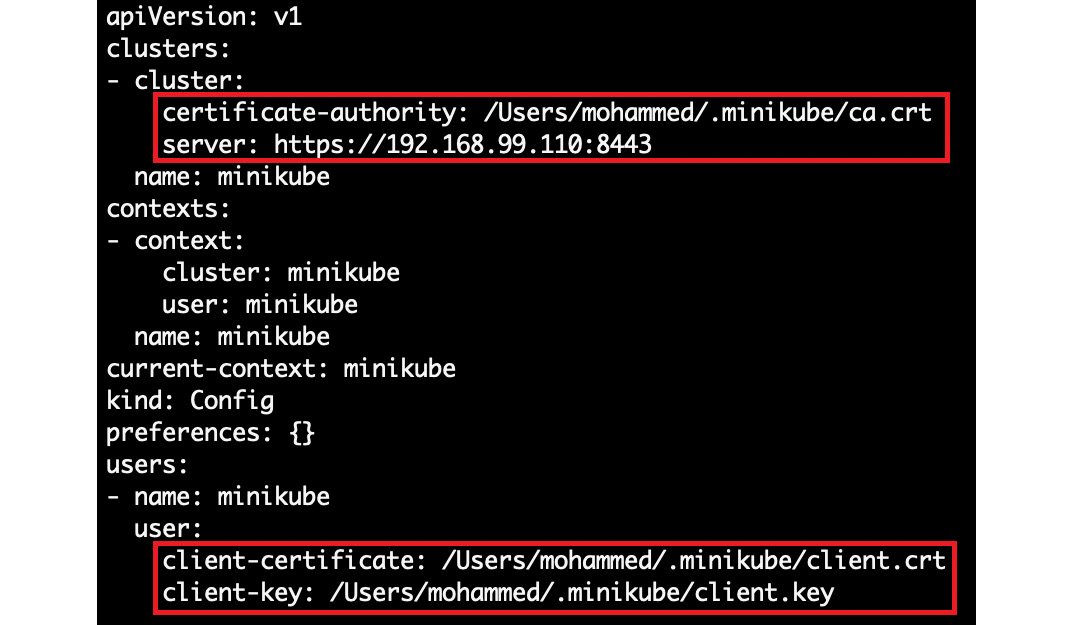 apiVersion: v1
clusters:
- cluster:
    certificate-authority: /Users/mohammed/.minikube/ca.crt
    server: https://192.168.99.110:8443
  name: minikube
contexts:
- context:
    cluster: minikube
    user: minikube
  name: minikube
current-context: minikube
kind: Config
preferences: {}
users:
- name: minikube
  user:
    client-certificate: /Users/mohammed/.minikube/client.crt
    client-key: /Users/mohammed/.minikube/client.key